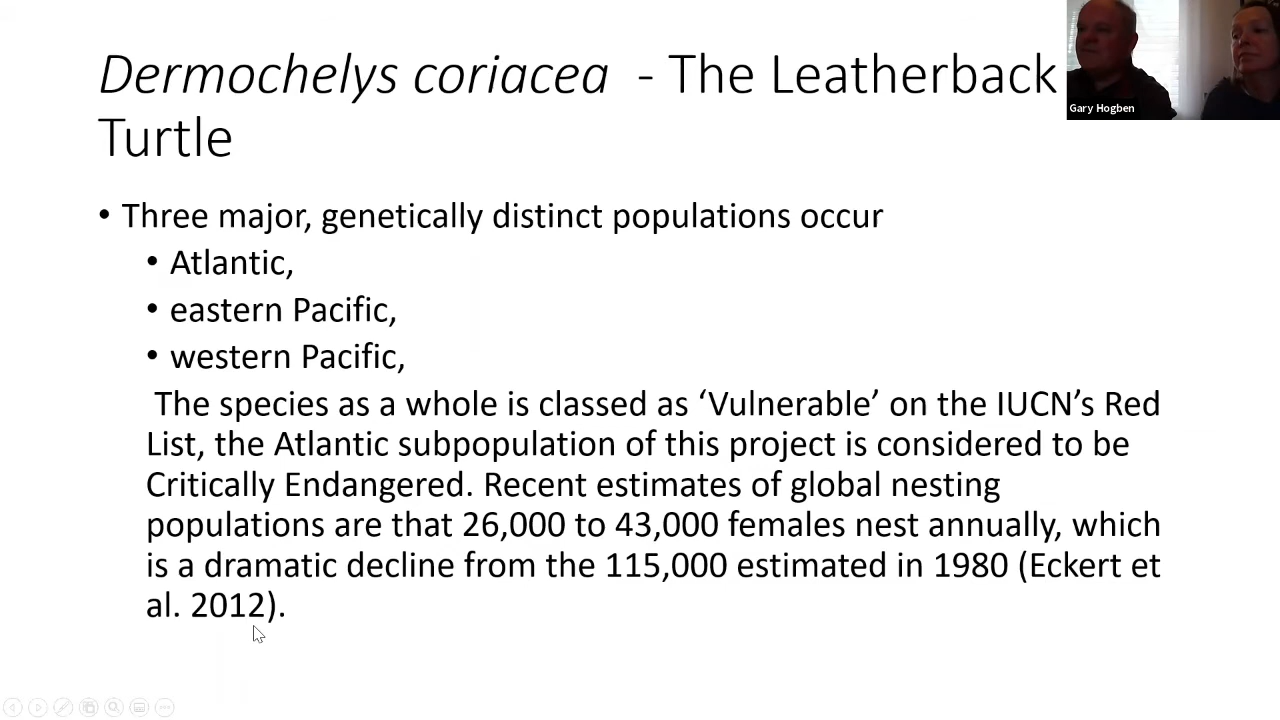 Dermochelys coriacea - The Leatherback
Turtle
Gary Hogben
• Three major, genetically distinct populations occur
• Atlantic,
• eastern Pacific,
• western Pacific,
The species as a whole is classed as ‘Vulnerable’ on the IUCN’s Red
List, the Atlantic subpopulation of this project is considered to be
Critically Endangered. Recent estimates of global nesting
populations are that 26,000 to 43,000 females nest annually, which
is a dramatic decline from the 115,000 estimated in 1980 (Eckert et
al. 2012).